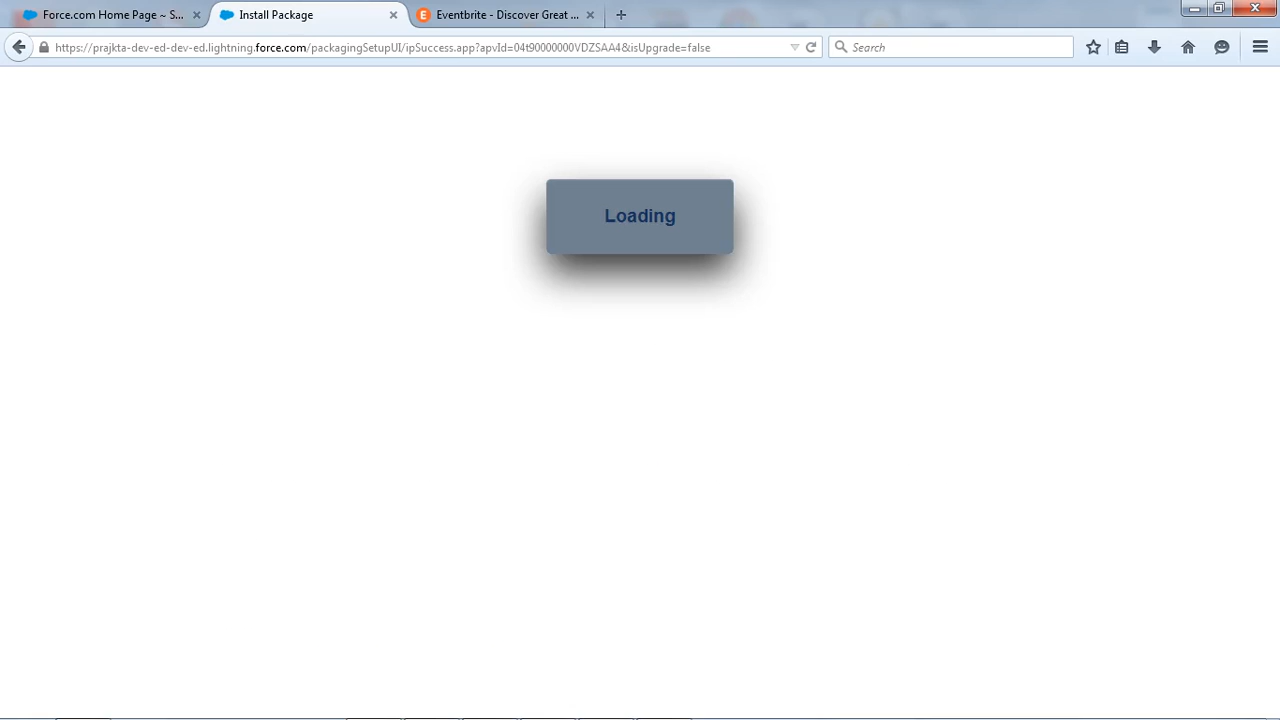 Force.com Home Page ~ S...
Install Package
Eventbrite - Discover Great ...
https://prajkta-dev-ed-dev-ed.lightning.force.com/packagingSetupUI/ipSuccess.app?apvId=04t90000000VDZSAA4&isUpgrade=false
Search
Loading